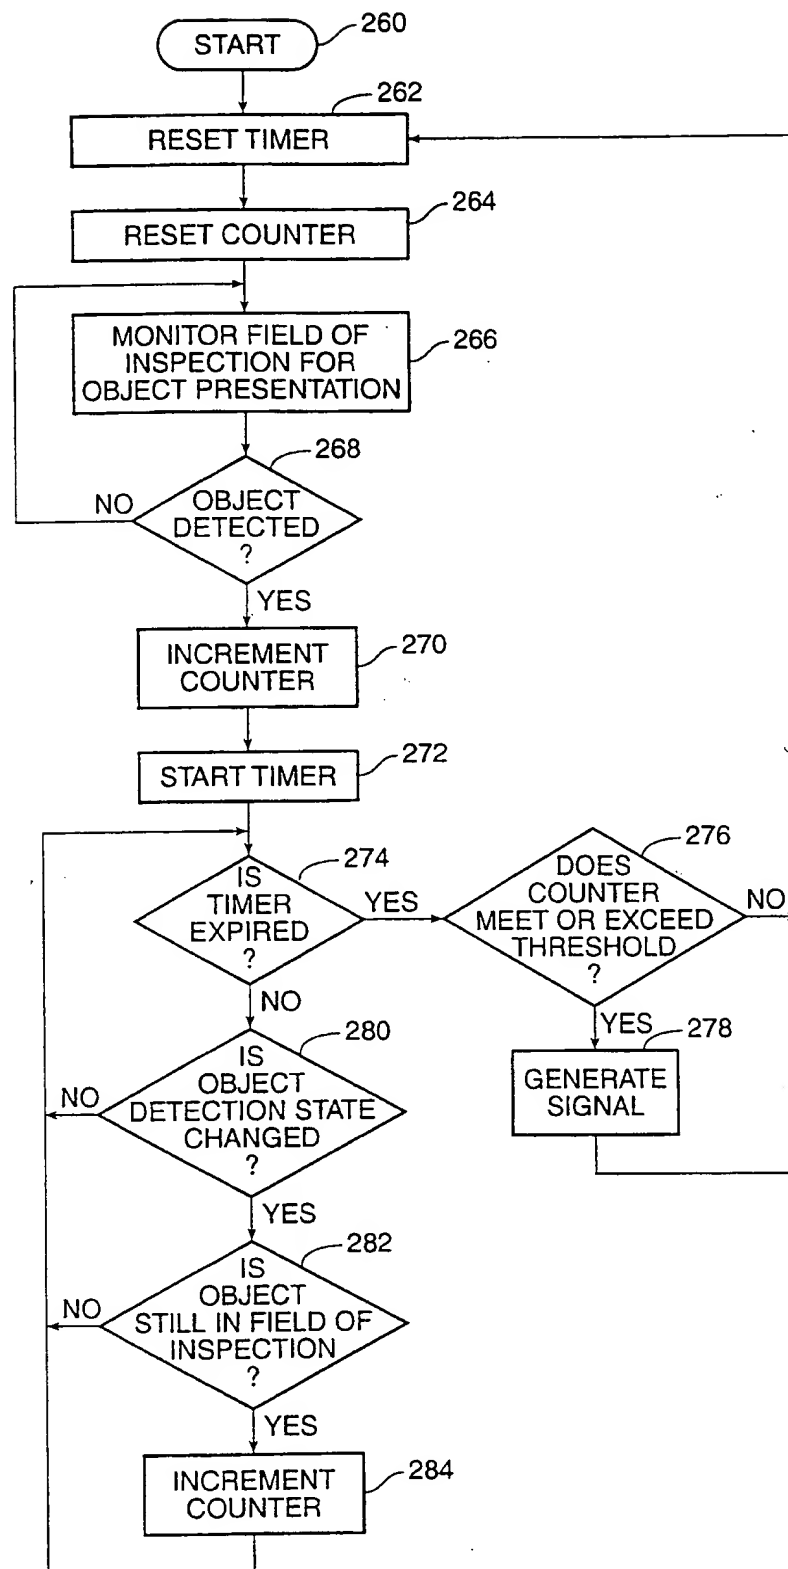 START
260
262
RESET TIMER
264
RESET COUNTER
MONITOR FIELD OF
INSPECTION FOR
OBJECT PRESENTATION
266
268
NO
OBJECT
DETECTED
?
YES
INCREMENT
COUNTER
270
START TIMER
272
274
IS
TIMER
EXPIRED
?
YES
276
DOES
COUNTER
MEET OR EXCEED
THRESHOLD
?
NO
NO
YES
278
GENERATE
SIGNAL
280
IS
OBJECT
DETECTION STATE
CHANGED
?
NO
YES
282
IS
OBJECT
STILL IN FIELD OF
INSPECTION
?
NO
YES
INCREMENT
COUNTER
284